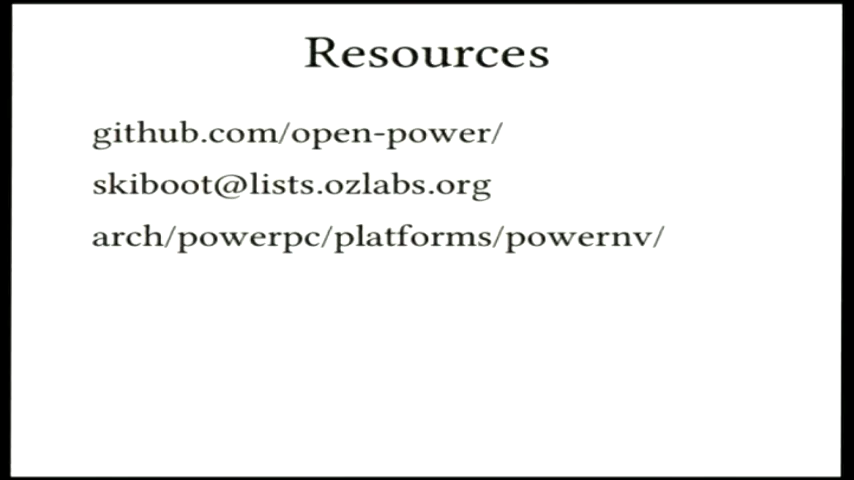 Resources
github.com/open-power/
skiboot@lists.ozlabs.org
arch/powerpc/platforms/powernv/